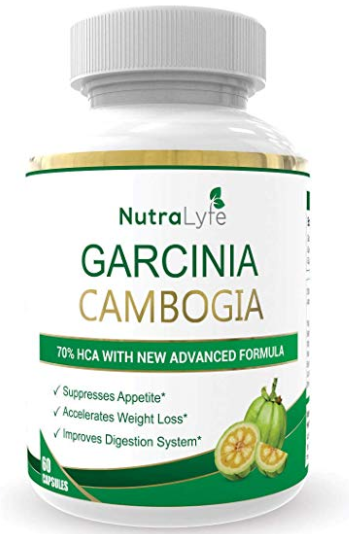 NutraLyfe
GARCINIA
CAMBOGIA
70% HCA WITH NEW ADVANCED FORMULA
✓ Suppresses Appetite*
✓ Accelerates Weight Loss*
✓ Improves Digestion System*
60
CAPSULES